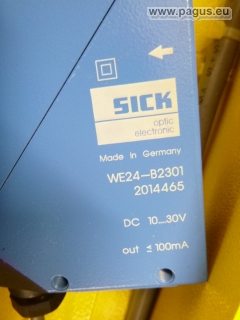 © www.pagus.eu
SICK
optic
electronic
Made in Germany
WE24-B2301
2014465
DC 10...30V
out ≤ 100mA